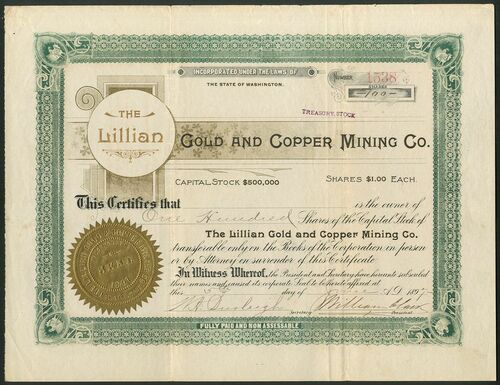 INCORPORATED UNDER THE LAWS OF
THE STATE OF WASHINGTON.
NUMBER 1538
SHARES
-100-
TREASURY STOCK
THE
Lillian
GOLD AND COPPER MINING CO.
CAPITAL STOCK $500,000
SHARES $1.00 EACH.
This Certifies that is the owner of
One Hundred Shares of the Capital Stock of
The Lillian Gold and Copper Mining Co.
transferable only on the Books of the Corporation in person
or by Attorney on surrender of this Certificate.
In Witness Whereof, the President and Secretary have hereunto subscribed
their names and caused its corporate Seal to be hereto affixed at
this day of A.D. 189
Secretary President
FULLY PAID AND NON ASSESSABLE